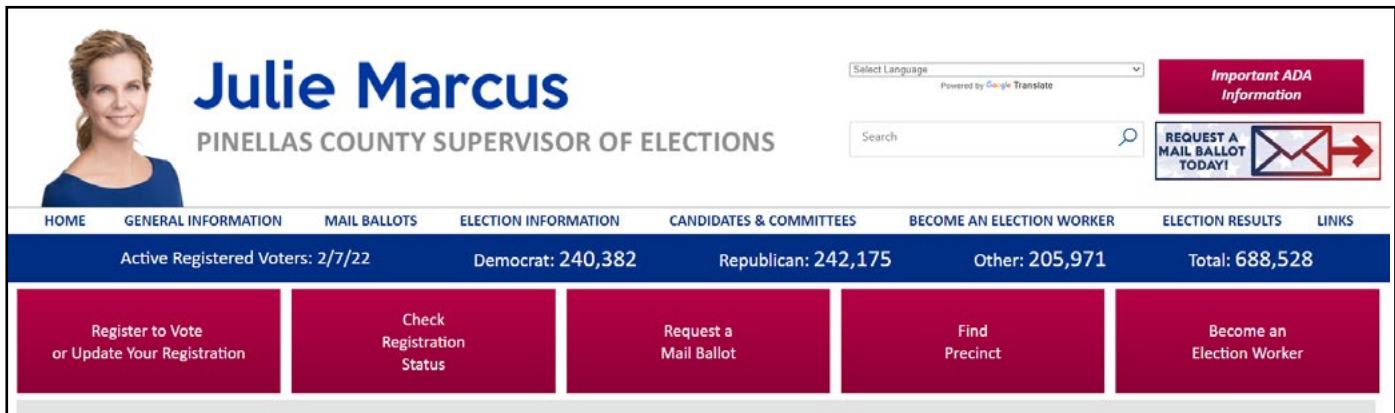 Julie Marcus
PINELLAS COUNTY SUPERVISOR OF ELECTIONS
Select Language
Powered by Google Translate
Search
Important ADA
Information
REQUEST A
MAIL BALLOT
TODAY!
HOME GENERAL INFORMATION MAIL BALLOTS ELECTION INFORMATION CANDIDATES & COMMITTEES BECOME AN ELECTION WORKER ELECTION RESULTS LINKS
Active Registered Voters: 2/7/22 Democrat: 240,382 Republican: 242,175 Other: 205,971 Total: 688,528
Register to Vote
or Update Your Registration
Check
Registration
Status
Request a
Mail Ballot
Find
Precinct
Become an
Election Worker